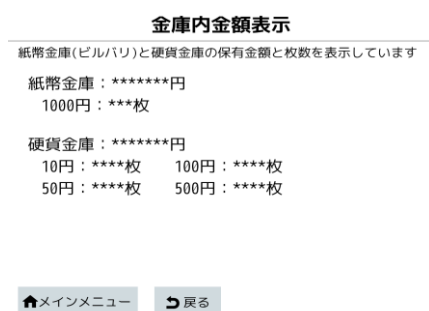 金庫内金額表示
紙幣金庫(ビルバリ)と硬貨金庫の保有金額と枚数を表示しています
紙幣金庫：*******円
1000円：***枚
硬貨金庫：*******円
10円：****枚 100円：****枚
50円：****枚 500円：****枚
メインメニュー 戻る